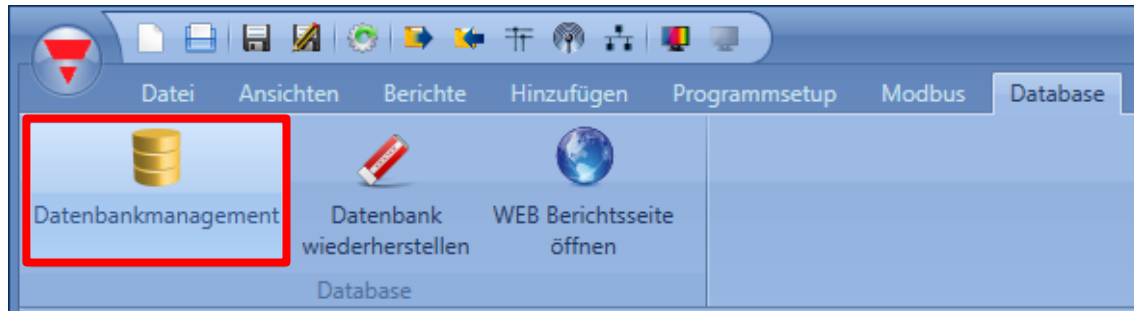 Datei Ansichten Berichte Hinzufügen Programmsetup Modbus Database
Datenbankmanagement
Datenbank
wiederherstellen
WEB Berichtsseite
öffnen
Database